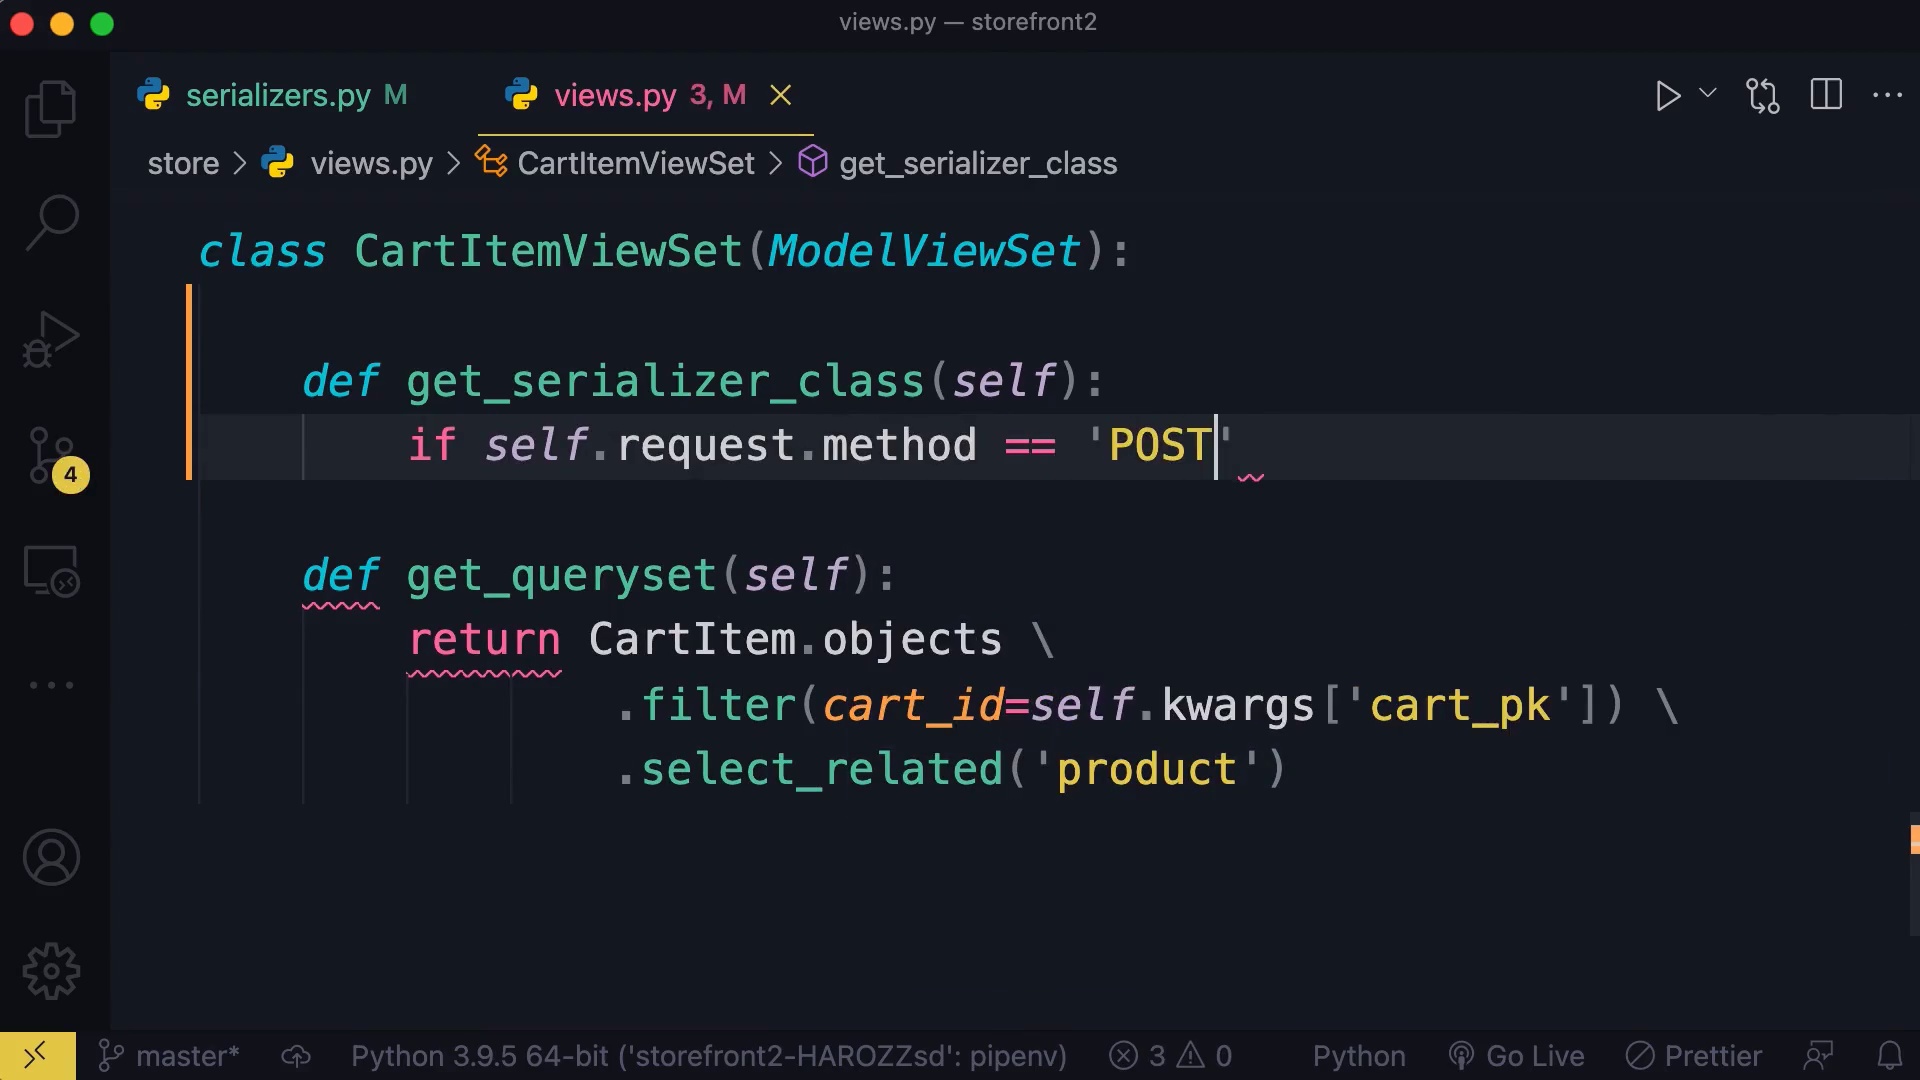 views.py — storefront2
serializers.py M
views.py 3, M
store > views.py > CartItemViewSet > get_serializer_class
class CartItemViewSet(ModelViewSet):
def get_serializer_class(self):
if self.request.method == 'POST'
def get_queryset(self):
return CartItem.objects \
.filter(cart_id=self.kwargs['cart_pk']) \
.select_related('product')
4
master* Python 3.9.5 64-bit ('storefront2-HAROZZsd': pipenv) 3 0 Python Go Live Prettier